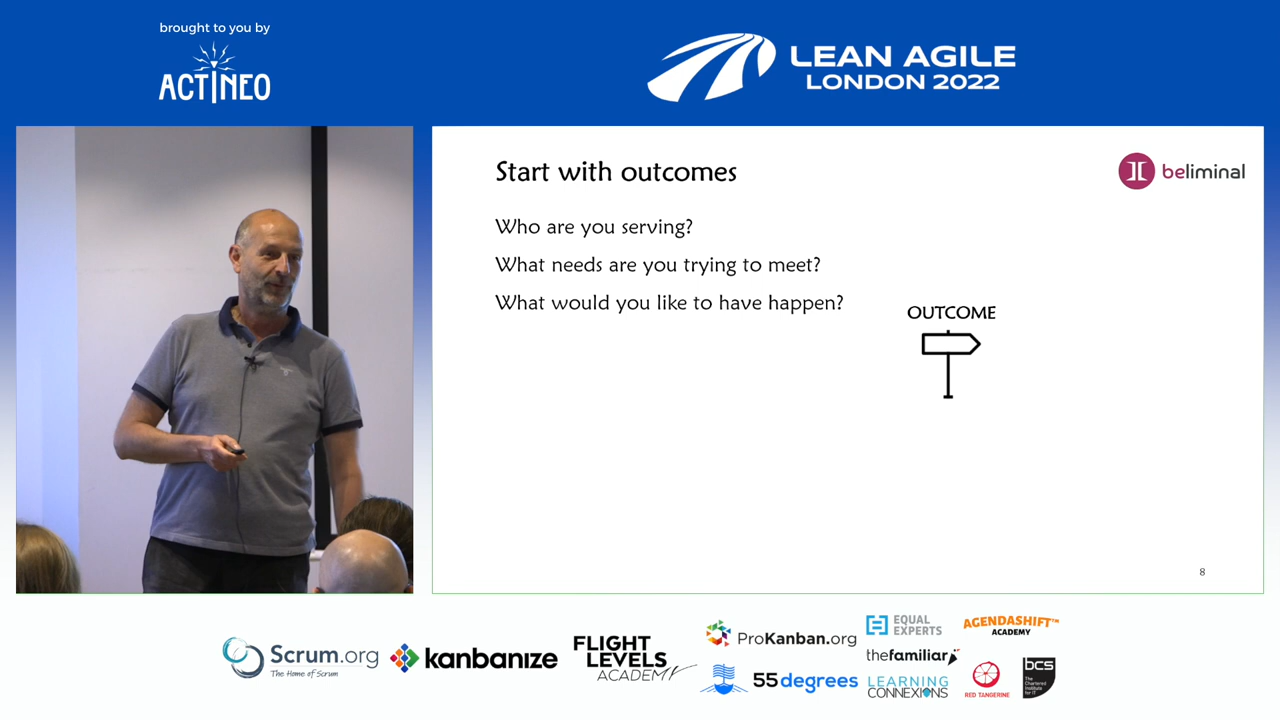 brought to you by
ACTINEO
LEAN AGILE
LONDON 2022
Start with outcomes
beliminal
Who are you serving?
What needs are you trying to meet?
What would you like to have happen?
OUTCOME
8
Scrum.org
The Home of Scrum
kanbanize
FLIGHT
LEVELS
ACADEMY
ProKanban.org
55degrees
EQUAL
EXPERTS
thefamiliar
LEARNING
CONNEXIONS
AGENDASHIFT™
ACADEMY
RED TANGERINE
bcs
The
Chartered
Institute
for IT